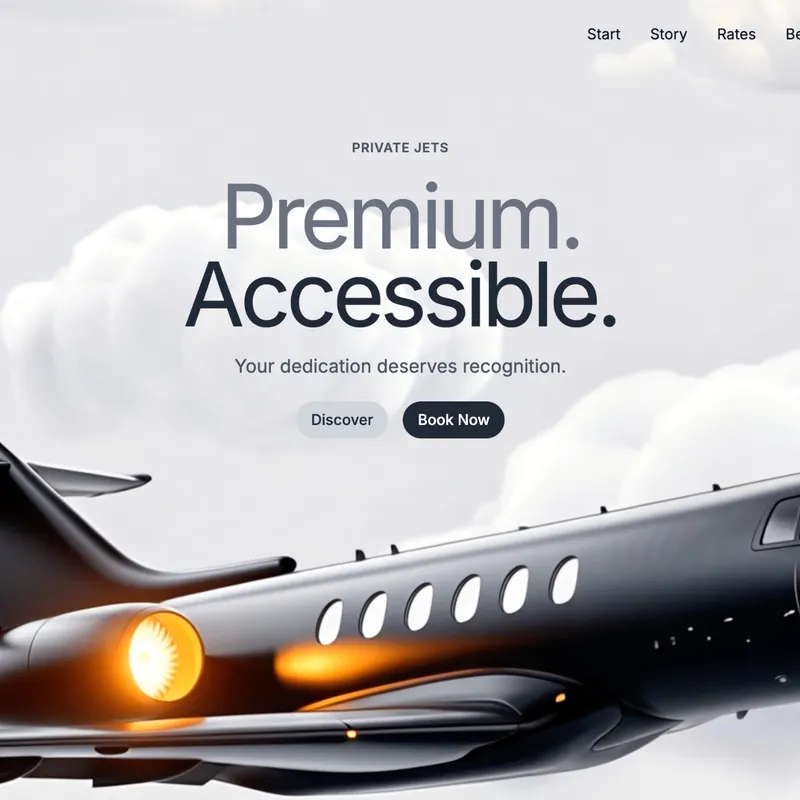 Start Story Rates
PRIVATE JETS
Premium.
Accessible.
Your dedication deserves recognition.
Discover Book Now